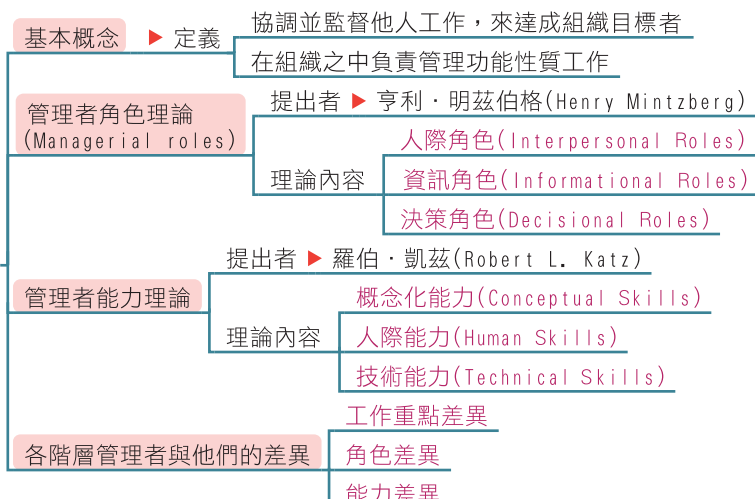 基本概念 ▶ 定義
協調並監督他人工作，來達成組織目標者
在組織之中負責管理功能性質工作
管理者角色理論
(Managerial roles)
提出者 ▶ 亨利．明茲伯格(Henry Mintzberg)
理論內容
人際角色(Interpersonal Roles)
資訊角色(Informational Roles)
決策角色(Decisional Roles)
管理者能力理論
提出者 ▶ 羅伯．凱茲(Robert L. Katz)
理論內容
概念化能力(Conceptual Skills)
人際能力(Human Skills)
技術能力(Technical Skills)
各階層管理者與他們的差異
工作重點差異
角色差異
能力差異